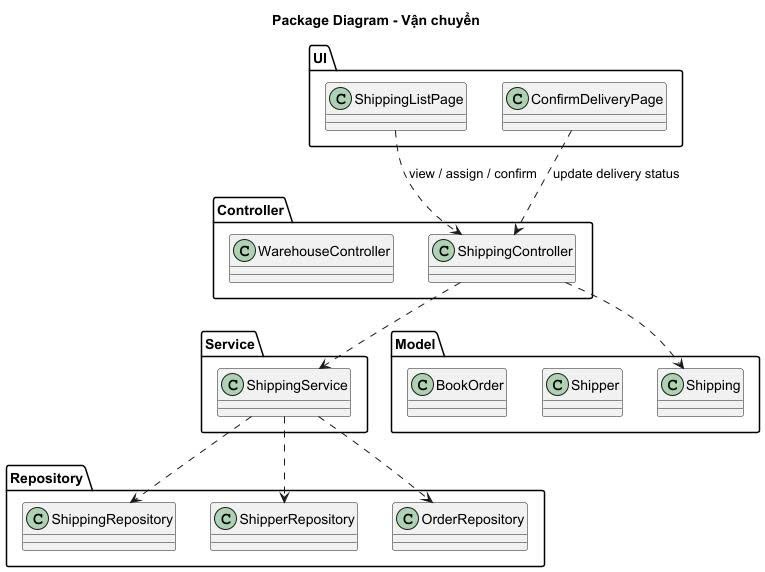 Package Diagram - Vận chuyển
UI
C ShippingListPage
C ConfirmDeliveryPage
view / assign / confirm
update delivery status
Controller
C WarehouseController
C ShippingController
Service
C ShippingService
Model
C BookOrder
C Shipper
C Shipping
Repository
C ShippingRepository
C ShipperRepository
C OrderRepository